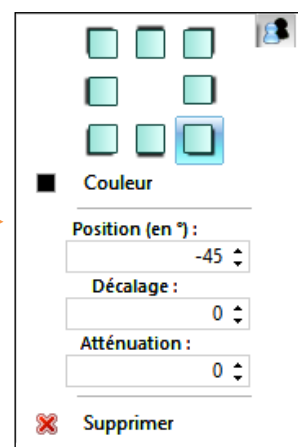 Couleur
Position (en °) :
-45
Décalage :
0
Atténuation :
0
Supprimer